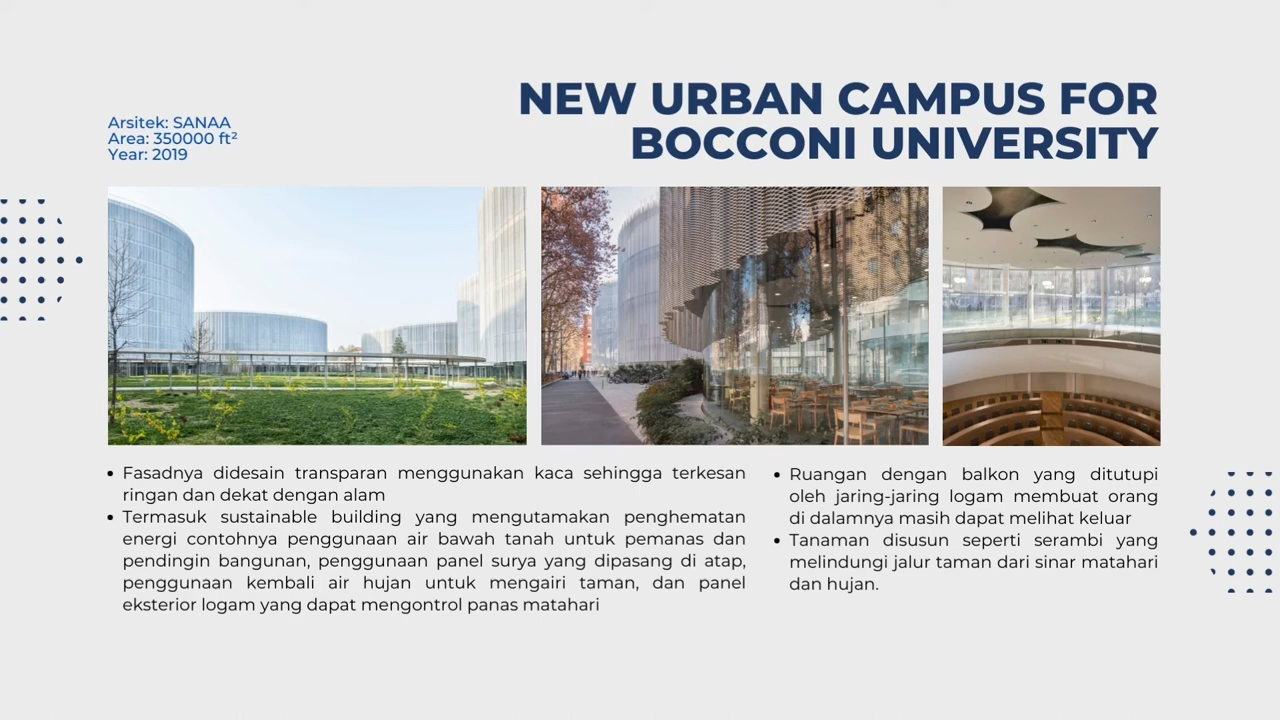 NEW URBAN CAMPUS FOR
BOCCONI UNIVERSITY
Arsitek: SANAA
Area: 350000 ft²
Year: 2019
• Fasadnya didesain transparan menggunakan kaca sehingga terkesan
ringan dan dekat dengan alam
• Termasuk sustainable building yang mengutamakan penghematan
energi contohnya penggunaan air bawah tanah untuk pemanas dan
pendingin bangunan, penggunaan panel surya yang dipasang di atap,
penggunaan kembali air hujan untuk mengairi taman, dan panel
eksterior logam yang dapat mengontrol panas matahari
• Ruangan dengan balkon yang ditutupi
oleh jaring-jaring logam membuat orang
di dalamnya masih dapat melihat keluar
• Tanaman disusun seperti serambi yang
melindungi jalur taman dari sinar matahari
dan hujan.